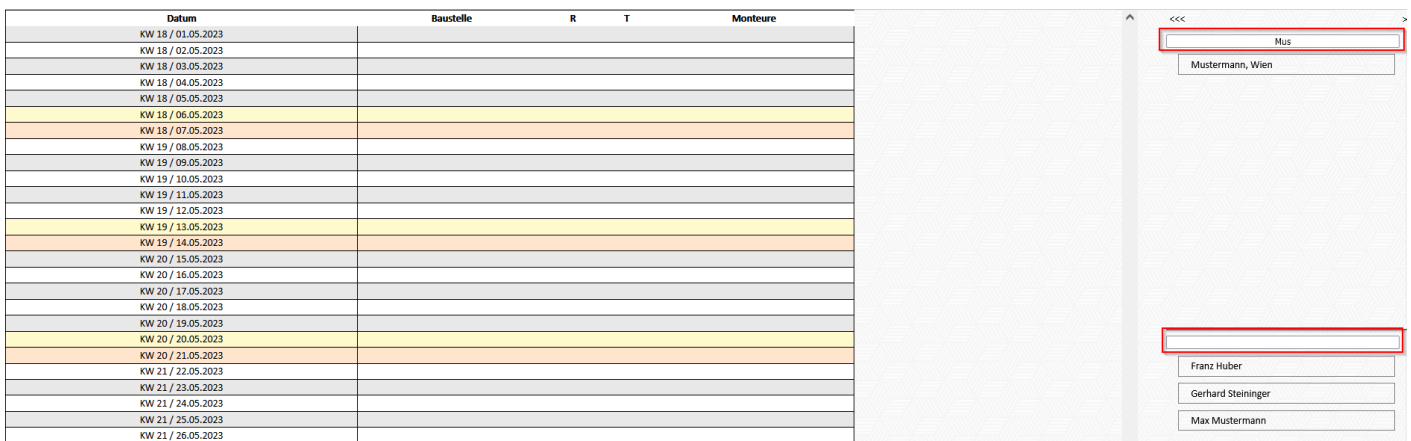 Datum Baustelle R T Monteure
KW 18 / 01.05.2023
KW 18 / 02.05.2023
KW 18 / 03.05.2023
KW 18 / 04.05.2023
KW 18 / 05.05.2023
KW 18 / 06.05.2023
KW 18 / 07.05.2023
KW 19 / 08.05.2023
KW 19 / 09.05.2023
KW 19 / 10.05.2023
KW 19 / 11.05.2023
KW 19 / 12.05.2023
KW 19 / 13.05.2023
KW 19 / 14.05.2023
KW 20 / 15.05.2023
KW 20 / 16.05.2023
KW 20 / 17.05.2023
KW 20 / 18.05.2023
KW 20 / 19.05.2023
KW 20 / 20.05.2023
KW 20 / 21.05.2023
KW 21 / 22.05.2023
KW 21 / 23.05.2023
KW 21 / 24.05.2023
KW 21 / 25.05.2023
KW 21 / 26.05.2023
<<< >
Mus
Mustermann, Wien
Franz Huber
Gerhard Steininger
Max Mustermann